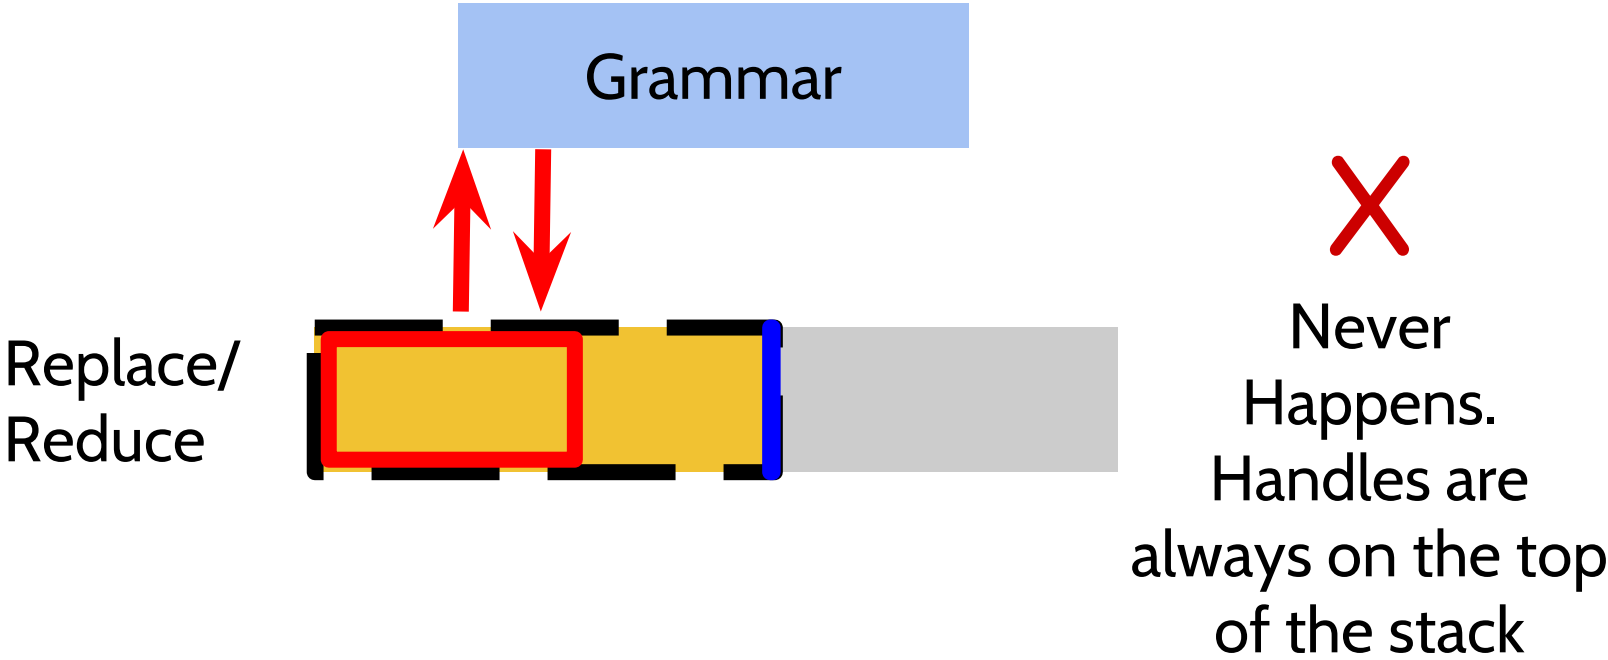 Grammar
Replace/
Reduce
Never
Happens.
Handles are
always on the top
of the stack